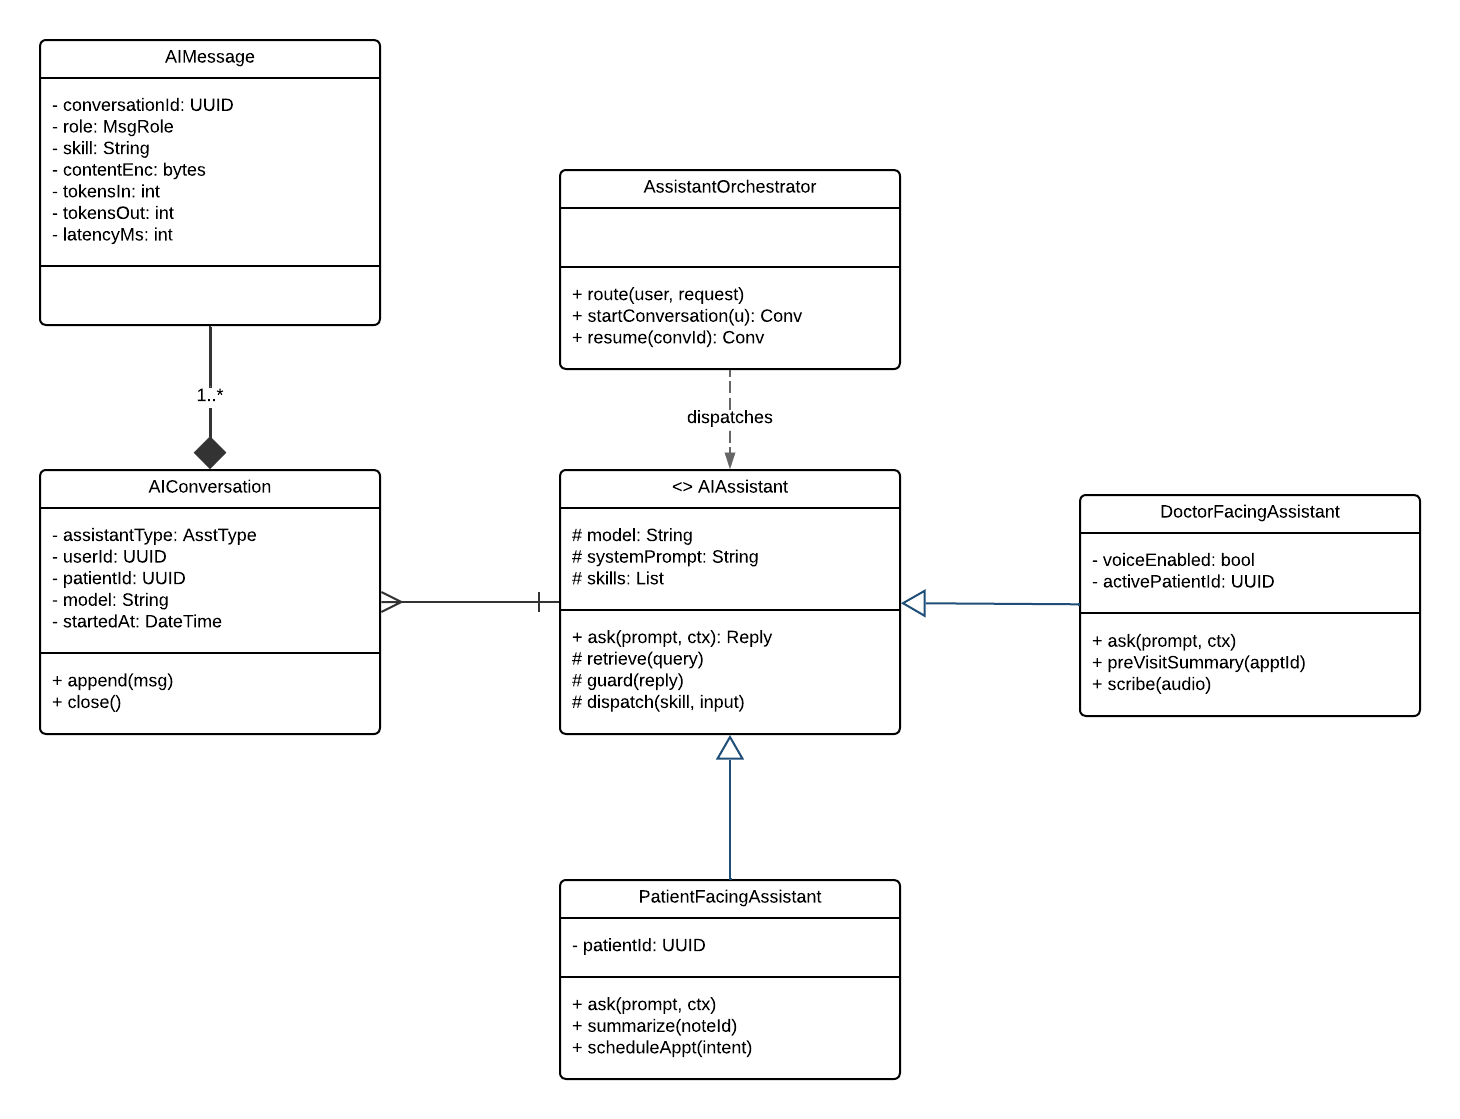 AIMessage
- conversationId: UUID
- role: MsgRole
- skill: String
- contentEnc: bytes
- tokensIn: int
- tokensOut: int
- latencyMs: int
1..*
AIConversation
- assistantType: AsstType
- userId: UUID
- patientId: UUID
- model: String
- startedAt: DateTime
+ append(msg)
+ close()
AssistantOrchestrator
+ route(user, request)
+ startConversation(u): Conv
+ resume(convId): Conv
dispatches
<> AIAssistant
# model: String
# systemPrompt: String
# skills: List
+ ask(prompt, ctx): Reply
# retrieve(query)
# guard(reply)
# dispatch(skill, input)
DoctorFacingAssistant
- voiceEnabled: bool
- activePatientId: UUID
+ ask(prompt, ctx)
+ preVisitSummary(apptId)
+ scribe(audio)
PatientFacingAssistant
- patientId: UUID
+ ask(prompt, ctx)
+ summarize(noteId)
+ scheduleAppt(intent)